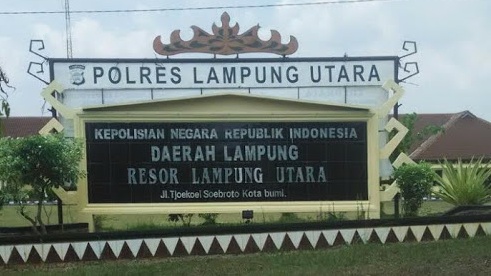 POLRES LAMPUNG UTARA
KEPOLISIAN NEGARA REPUBLIK INDONESIA
DAERAH LAMPUNG
RESOR LAMPUNG UTARA
Jl.Tjoekoel Soebroto Kota bumi.